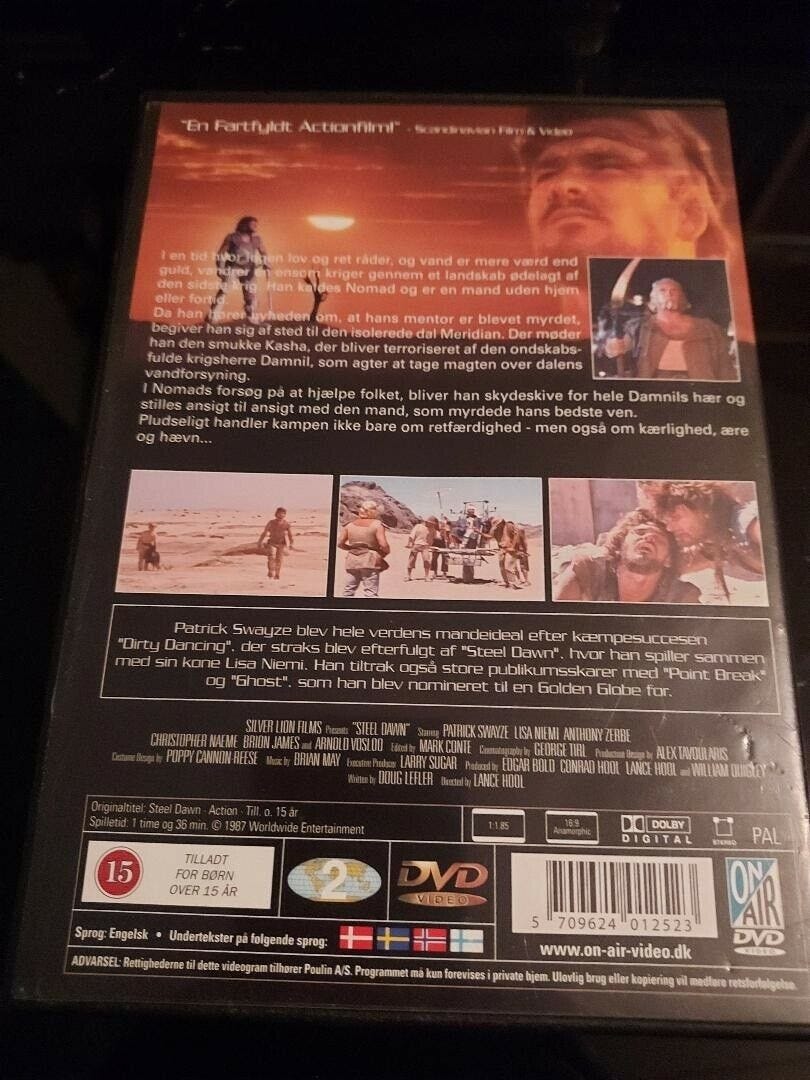 "En Fartfyldt Actionfilm!" - Scandinavian Film & Video
I en tid hvor ingen lov og ret råder, og vand er mere værd end
guld, vandrer en ensom kriger gennem et landskab ødelagt af
den sidste krig. Han kaldes Nomad og er en mand uden hjem
eller fortid.
Da han hører nyheden om, at hans mentor er blevet myrdet,
begiver han sig af sted til den isolerede dal Meridian. Der møder
han den smukke Kasha, der bliver terroriseret af den ondskabs-
fulde krigsherre Damnil, som agter at tage magten over dalens
vandforsyning.
I Nomads forsøg på at hjælpe folket, bliver han skydeskive for hele Damnils hær og
stilles ansigt til ansigt med den mand, som myrdede hans bedste ven.
Pludseligt handler kampen ikke bare om retfærdighed - men også om kærlighed, ære
og hævn...
Patrick Swayze blev hele verdens mandeideal efter kæmpesuccesen
"Dirty Dancing", der straks blev efterfulgt af "Steel Dawn", hvor han spiller sammen
med sin kone Lisa Niemi. Han tiltrak også store publikumsskarer med "Point Break"
og "Ghost", som han blev nomineret til en Golden Globe for.
SILVER LION FILMS Presents "STEEL DAWN" Starring PATRICK SWAYZE LISA NIEMI ANTHONY ZERBE
CHRISTOPHER NAEME BRION JAMES and ARNOLD VOSLOO Edited by MARK CONTE Cinematography by GEORGE TIRL Production Design by ALEX TAVOULARIS
Costume Design by POPPY CANNON-REESE Music by BRIAN MAY Executive Producer LARRY SUGAR Produced by EDGAR BOLD CONRAD HOOL LANCE HOOL and WILLIAM QUIGLEY
Written by DOUG LEFLER Directed by LANCE HOOL
Originaltitel: Steel Dawn - Action - Till. o. 15 år
Spilletid: 1 time og 36 min. © 1987 Worldwide Entertainment
1:1.85
16:9
Anamorphic
DOLBY
DIGITAL
STEREO
PAL
15
TILLADT
FOR BØRN
OVER 15 ÅR
2
DVD
VIDEO
5 709624 012523
www.on-air-video.dk
ON
AIR
DVD
VIDEO
Sprog: Engelsk • Undertekster på følgende sprog:
ADVARSEL: Rettighederne til dette videogram tilhører Poulin A/S. Programmet må kun forevises i private hjem. Ulovlig brug eller kopiering vil medføre retsforfølgelse.